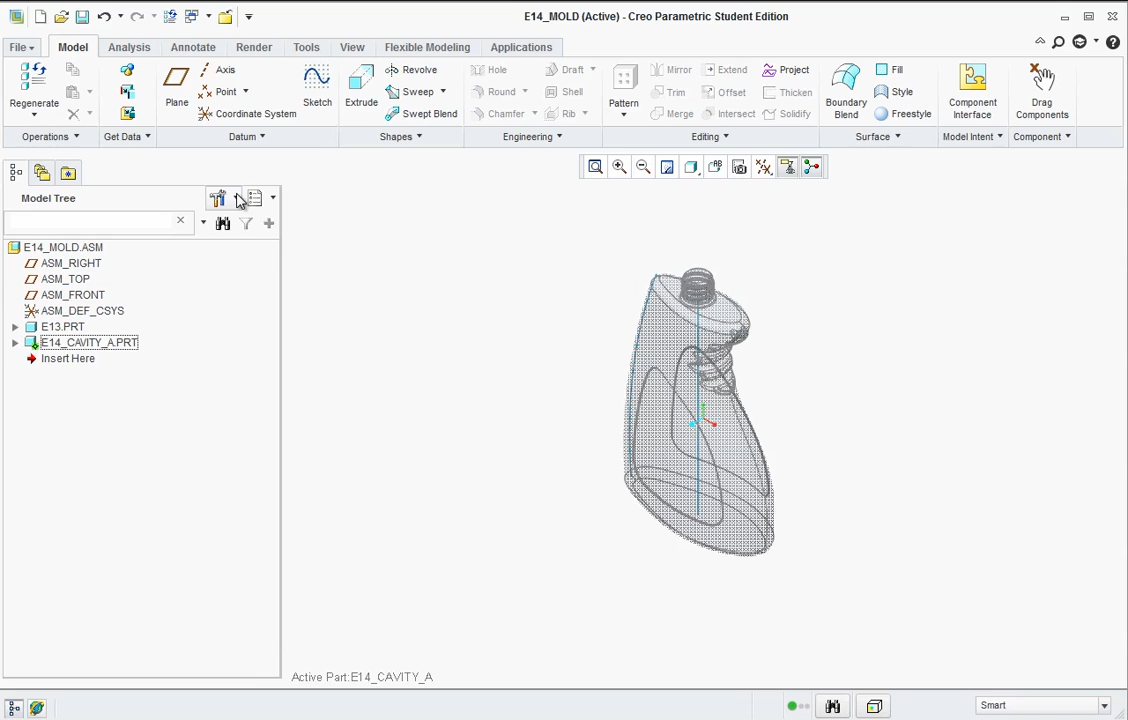 E14_MOLD (Active) - Creo Parametric Student Edition
File Model Analysis Annotate Render Tools View Flexible Modeling Applications
Regenerate
Operations
Get Data
Plane
Axis
Point
Coordinate System
Sketch
Datum
Extrude
Revolve
Sweep
Swept Blend
Shapes
Hole
Round
Chamfer
Draft
Shell
Rib
Engineering
Pattern
Mirror
Trim
Merge
Extend
Offset
Intersect
Project
Thicken
Solidify
Editing
Boundary
Blend
Fill
Style
Freestyle
Surface
Component
Interface
Model Intent
Drag
Components
Component
Model Tree
E14_MOLD.ASM
ASM_RIGHT
ASM_TOP
ASM_FRONT
ASM_DEF_CSYS
E13.PRT
E14_CAVITY_A.PRT
Insert Here
Active Part:E14_CAVITY_A
Smart